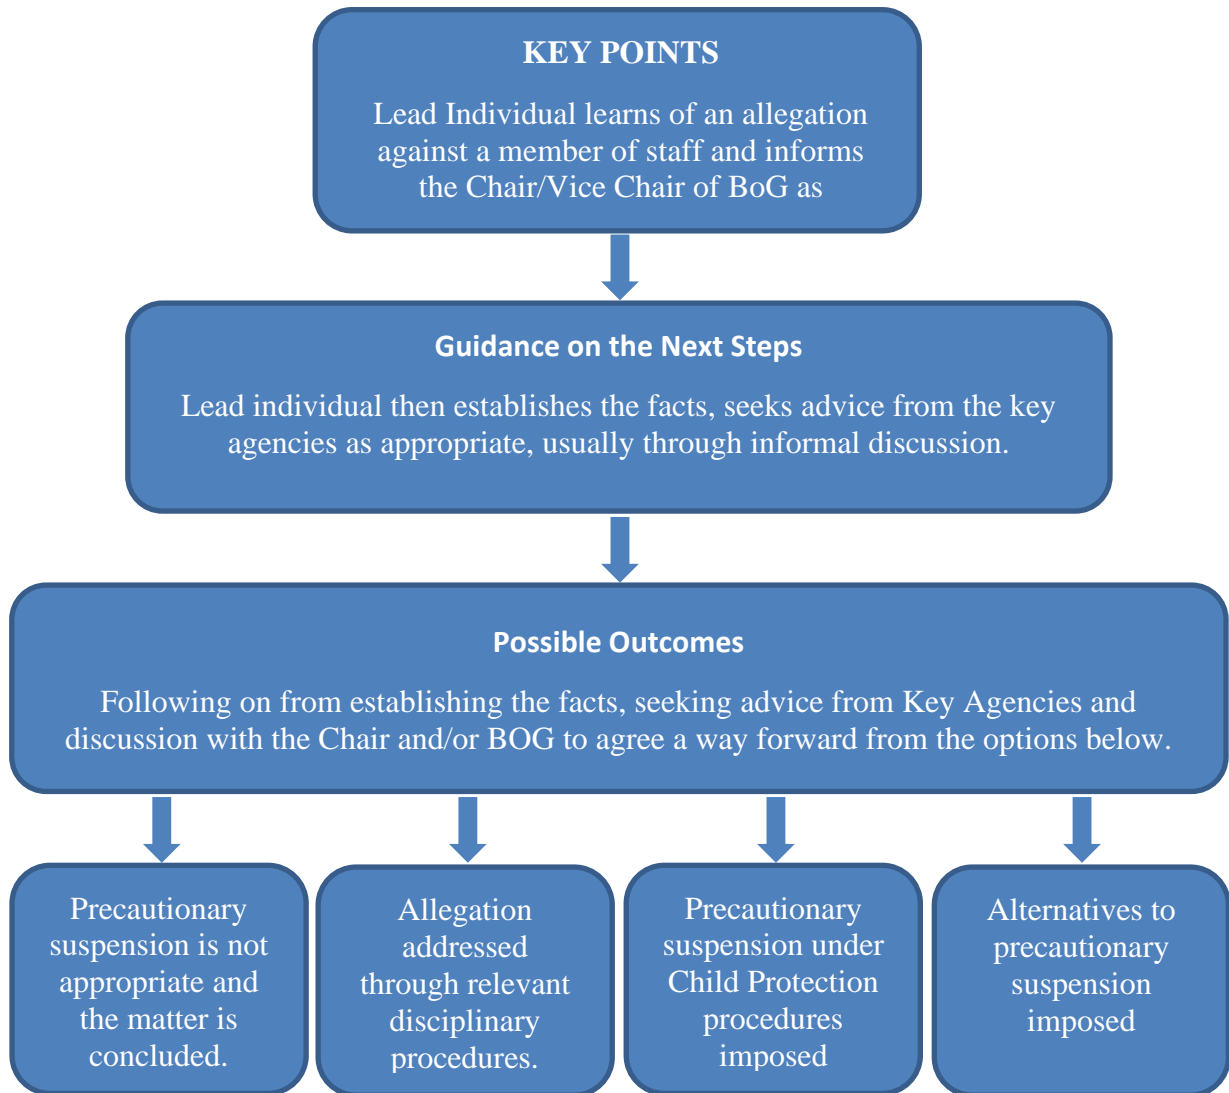 KEY POINTS
Lead Individual learns of an allegation
against a member of staff and informs
the Chair/Vice Chair of BoG as
Guidance on the Next Steps
Lead individual then establishes the facts, seeks advice from the key
agencies as appropriate, usually through informal discussion.
Possible Outcomes
Following on from establishing the facts, seeking advice from Key Agencies and
discussion with the Chair and/or BOG to agree a way forward from the options below.
Precautionary
suspension is not
appropriate and
the matter is
concluded.
Allegation
addressed
through relevant
disciplinary
procedures.
Precautionary
suspension under
Child Protection
procedures
imposed
Alternatives to
precautionary
suspension
imposed